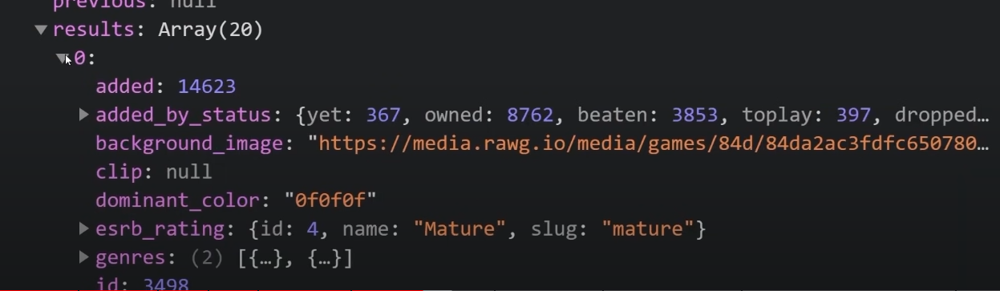 previous: null
results: Array(20)
0:
added: 14623
added_by_status: {yet: 367, owned: 8762, beaten: 3853, toplay: 397, dropped…
background_image: "https://media.rawg.io/media/games/84d/84da2ac3fdfc650780…
clip: null
dominant_color: "0f0f0f"
esrb_rating: {id: 4, name: "Mature", slug: "mature"}
genres: (2) [{…}, {…}]
id: 3498